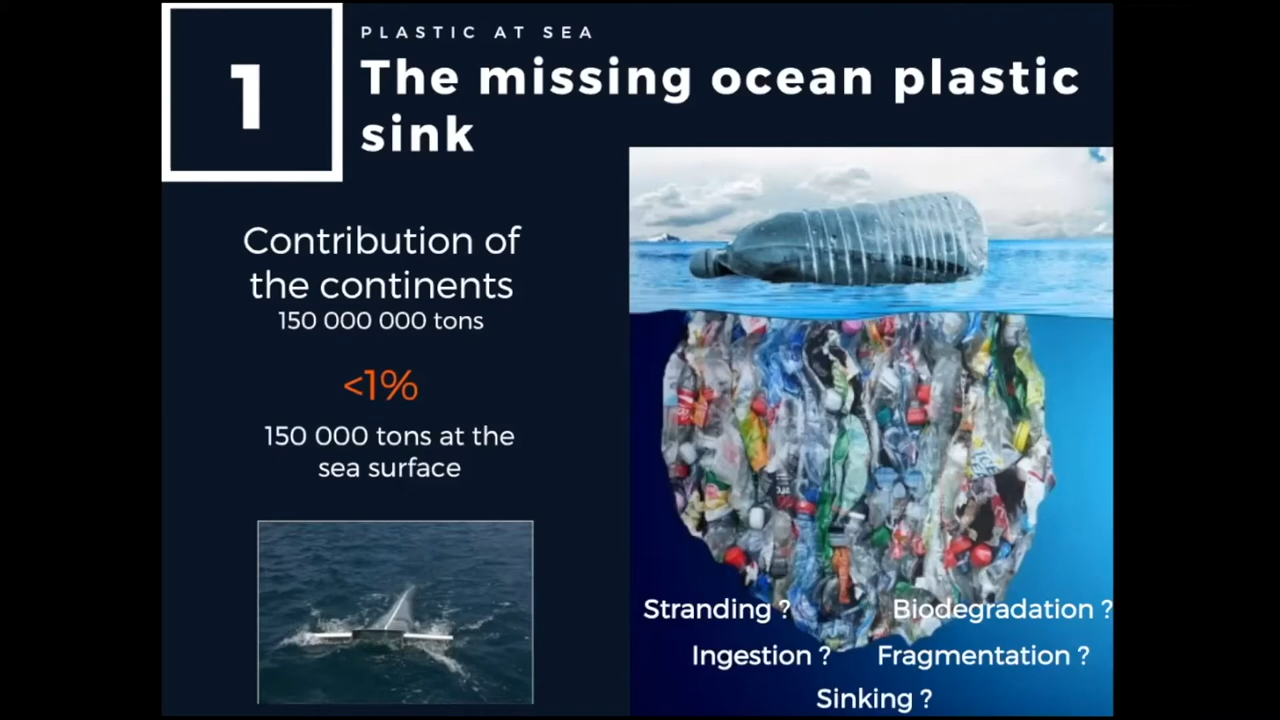 1
PLASTIC AT SEA
The missing ocean plastic
sink
Contribution of
the continents
150 000 000 tons
<1%
150 000 tons at the
sea surface
Stranding ?
Biodegradation ?
Ingestion ?
Fragmentation ?
Sinking ?